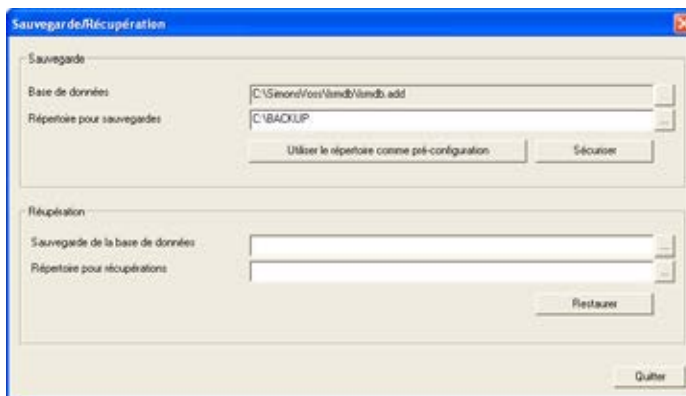 Sauvegarde/Récupération
Sauvegarde
Base de données C:\SimonsVoss\lsmdb\lsmdb.add
Répertoire pour sauvegardes C:\BACKUP ...
Utiliser le répertoire comme pré-configuration Sécuriser
Réupération
Sauvegarde de la base de données ...
Répertoire pour récupérations ...
Restaurer
Quitter